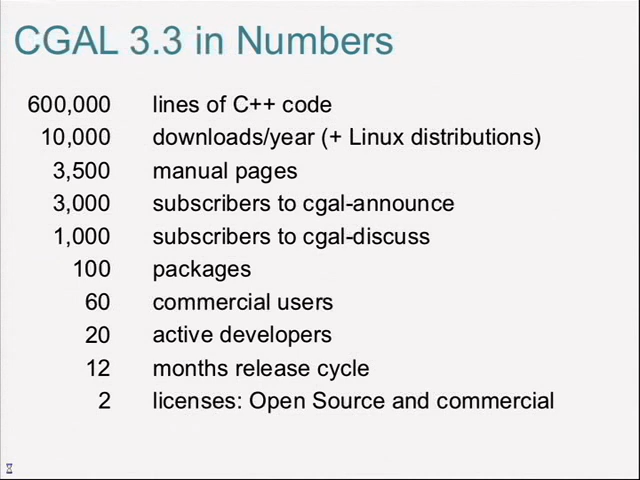 CGAL 3.3 in Numbers
600,000 lines of C++ code
10,000 downloads/year (+ Linux distributions)
3,500 manual pages
3,000 subscribers to cgal-announce
1,000 subscribers to cgal-discuss
100 packages
60 commercial users
20 active developers
12 months release cycle
2 licenses: Open Source and commercial